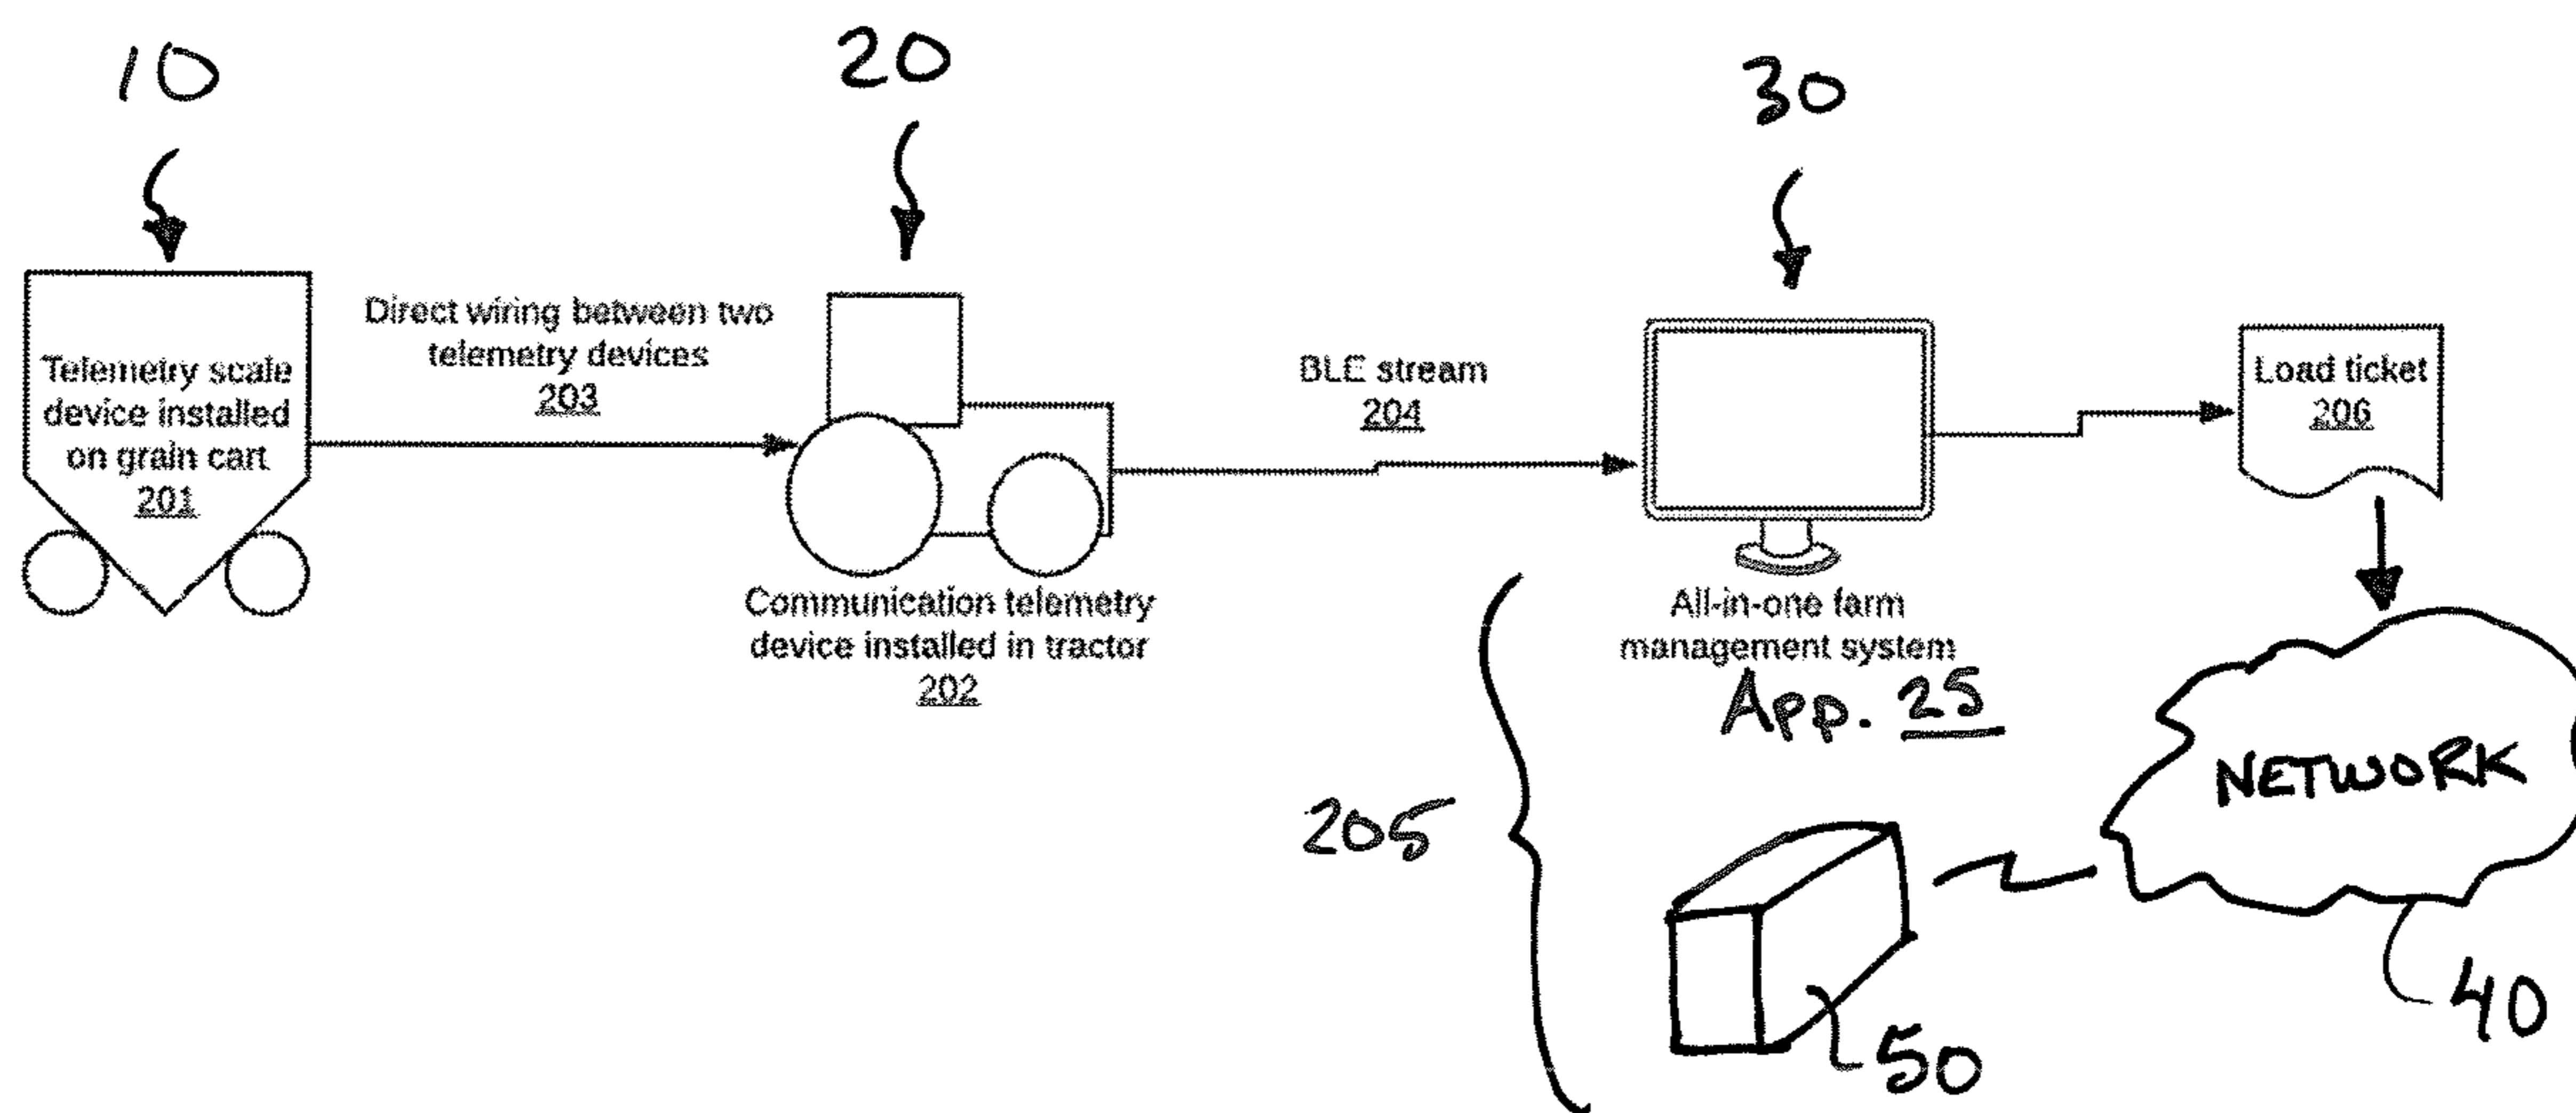 10
20
30
Telemetry scale
device installed
on grain cart
201
Direct wiring between two
telemetry devices
203
Communication telemetry
device installed in tractor
202
BLE stream
204
All-in-one farm
management system
App. 25
Load ticket
206
NETWORK
205
50
40